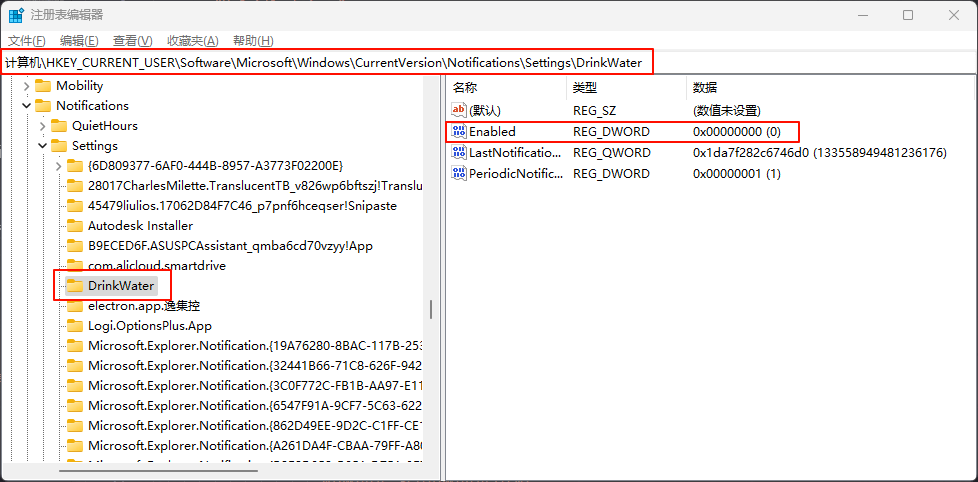 注册表编辑器
文件(F) 编辑(E) 查看(V) 收藏夹(A) 帮助(H)
计算机\HKEY_CURRENT_USER\Software\Microsoft\Windows\CurrentVersion\Notifications\Settings\DrinkWater
Mobility
Notifications
QuietHours
Settings
{6D809377-6AF0-444B-8957-A3773F02200E}
28017CharlesMilette.TranslucentTB_v826wp6bftszj!Translu
45479liulios.17062D84F7C46_p7pnf6hceqser!Snipaste
Autodesk Installer
B9ECED6F.ASUSPCAssistant_qmba6cd70vzyy!App
com.alicloud.smartdrive
DrinkWater
electron.app.逸集控
Logi.OptionsPlus.App
Microsoft.Explorer.Notification.{19A76280-8BAC-117B-253
Microsoft.Explorer.Notification.{32441B66-71C8-626F-942
Microsoft.Explorer.Notification.{3C0F772C-FB1B-AA97-E11
Microsoft.Explorer.Notification.{6547F91A-9CF7-5C63-622
Microsoft.Explorer.Notification.{862D49EE-9D2C-C1FF-CE1
Microsoft.Explorer.Notification.{A261DA4F-CBAA-79FF-A80
名称 类型 数据
ab (默认) REG_SZ (数值未设置)
Enabled REG_DWORD 0x00000000 (0)
LastNotificatio... REG_QWORD 0x1da7f282c6746d0 (133558949481236176)
PeriodicNotific... REG_DWORD 0x00000001 (1)